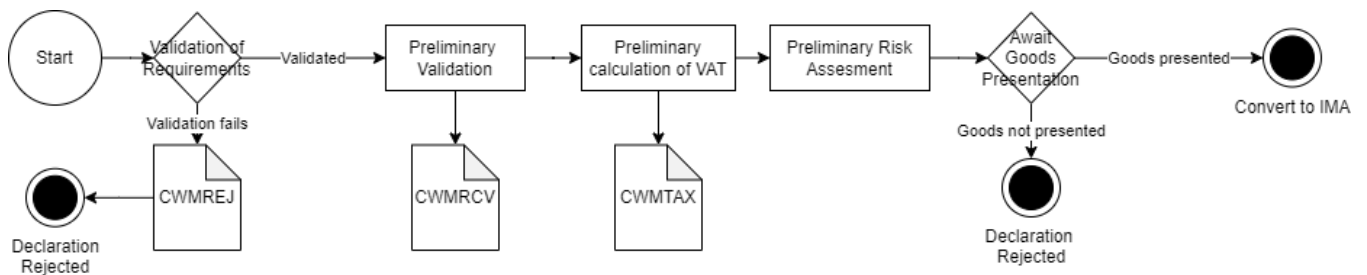 Start
Validation of
Requirements
Validated
Preliminary
Validation
Preliminary
calculation of VAT
Preliminary Risk
Assesment
Await
Goods
Presentation
Goods presented
Convert to IMA
Validation fails
Goods not presented
CWMREJ
CWMRCV
CWMTAX
Declaration
Rejected
Declaration
Rejected